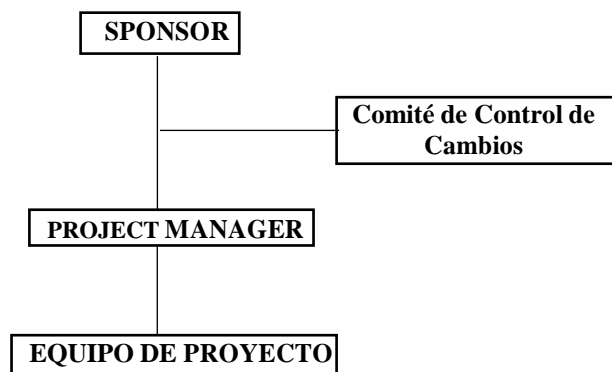 SPONSOR
Comité de Control de
Cambios
PROJECT MANAGER
EQUIPO DE PROYECTO